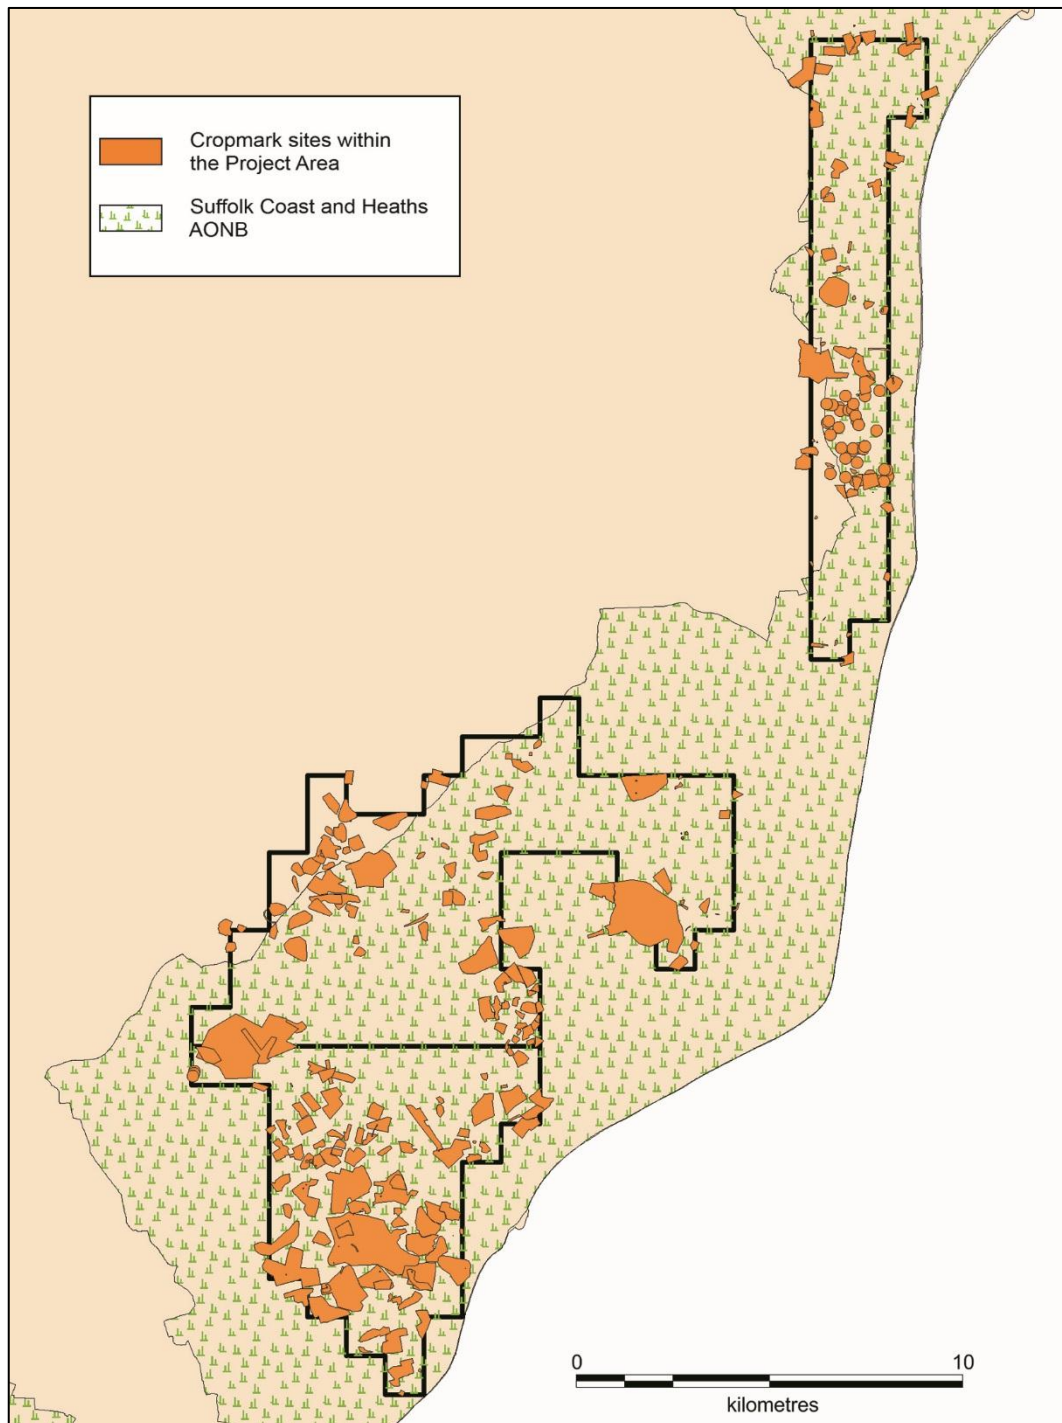 Cropmark sites within
the Project Area
Suffolk Coast and Heaths
AONB
0 10
kilometres